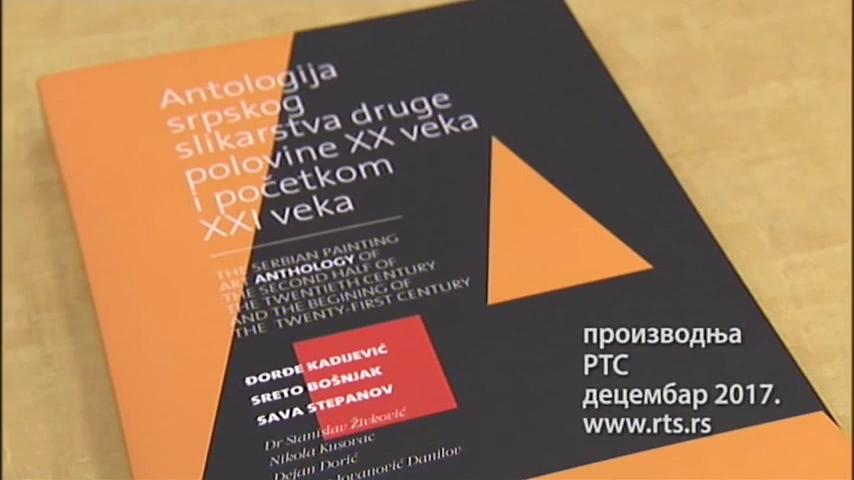 Antologija
srpskog
slikarstva druge
polovine XX veka
i početkom
XXI veka
THE SERBIAN PAINTING
ART ANTHOLOGY OF
THE SECOND HALF OF
THE TWENTIETH CENTURY
AND THE BEGINING OF
THE TWENTY-FIRST CENTURY
ĐORĐE KADIJEVIĆ
SRETO BOŠNJAK
SAVA STEPANOV
Dr Stanislav Živković
Nikola Kusovac
Dejan Đorić
Jovanović Danilov
производња
РТС
децембар 2017.
www.rts.rs